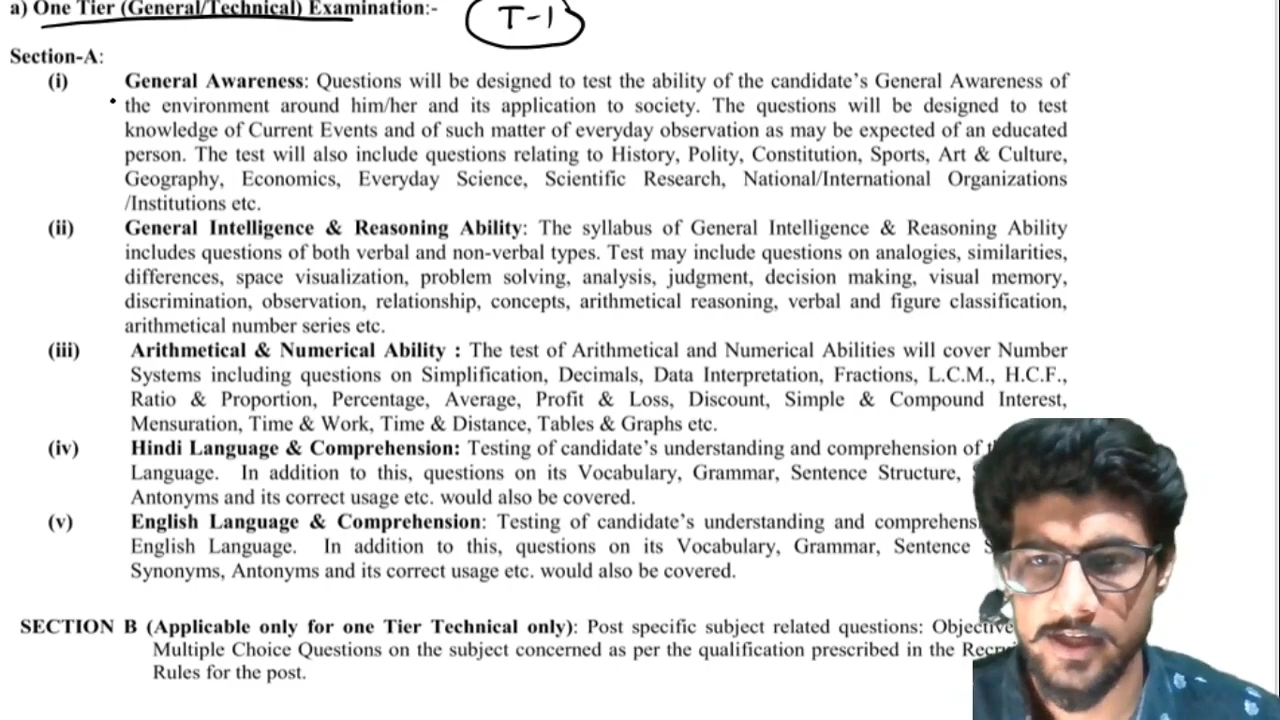 a) One Tier (General/Technical) Examination:-
T-1
Section-A:
(i) General Awareness: Questions will be designed to test the ability of the candidate’s General Awareness of
the environment around him/her and its application to society. The questions will be designed to test
knowledge of Current Events and of such matter of everyday observation as may be expected of an educated
person. The test will also include questions relating to History, Polity, Constitution, Sports, Art & Culture,
Geography, Economics, Everyday Science, Scientific Research, National/International Organizations
/Institutions etc.
(ii) General Intelligence & Reasoning Ability: The syllabus of General Intelligence & Reasoning Ability
includes questions of both verbal and non-verbal types. Test may include questions on analogies, similarities,
differences, space visualization, problem solving, analysis, judgment, decision making, visual memory,
discrimination, observation, relationship, concepts, arithmetical reasoning, verbal and figure classification,
arithmetical number series etc.
(iii) Arithmetical & Numerical Ability : The test of Arithmetical and Numerical Abilities will cover Number
Systems including questions on Simplification, Decimals, Data Interpretation, Fractions, L.C.M., H.C.F.,
Ratio & Proportion, Percentage, Average, Profit & Loss, Discount, Simple & Compound Interest,
Mensuration, Time & Work, Time & Distance, Tables & Graphs etc.
(iv) Hindi Language & Comprehension: Testing of candidate’s understanding and comprehension of
Language. In addition to this, questions on its Vocabulary, Grammar, Sentence Structure,
Antonyms and its correct usage etc. would also be covered.
(v) English Language & Comprehension: Testing of candidate’s understanding and
English Language. In addition to this, questions on its Vocabulary, Grammar, Sentence
Synonyms, Antonyms and its correct usage etc. would also be covered.
SECTION B (Applicable only for one Tier Technical only): Post specific subject related questions: Objective
Multiple Choice Questions on the subject concerned as per the qualification prescribed in the
Rules for the post.